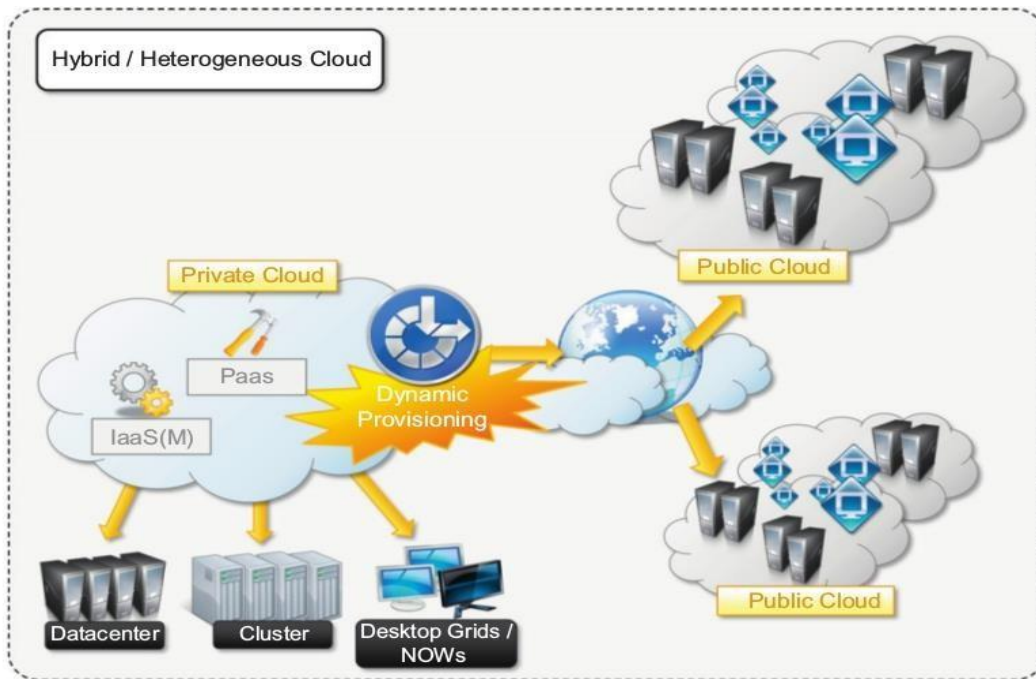 Hybrid / Heterogeneous Cloud
Public Cloud
Private Cloud
Paas
Dynamic
Provisioning
IaaS(M)
Datacenter
Cluster
Desktop Grids /
NOWs
Public Cloud